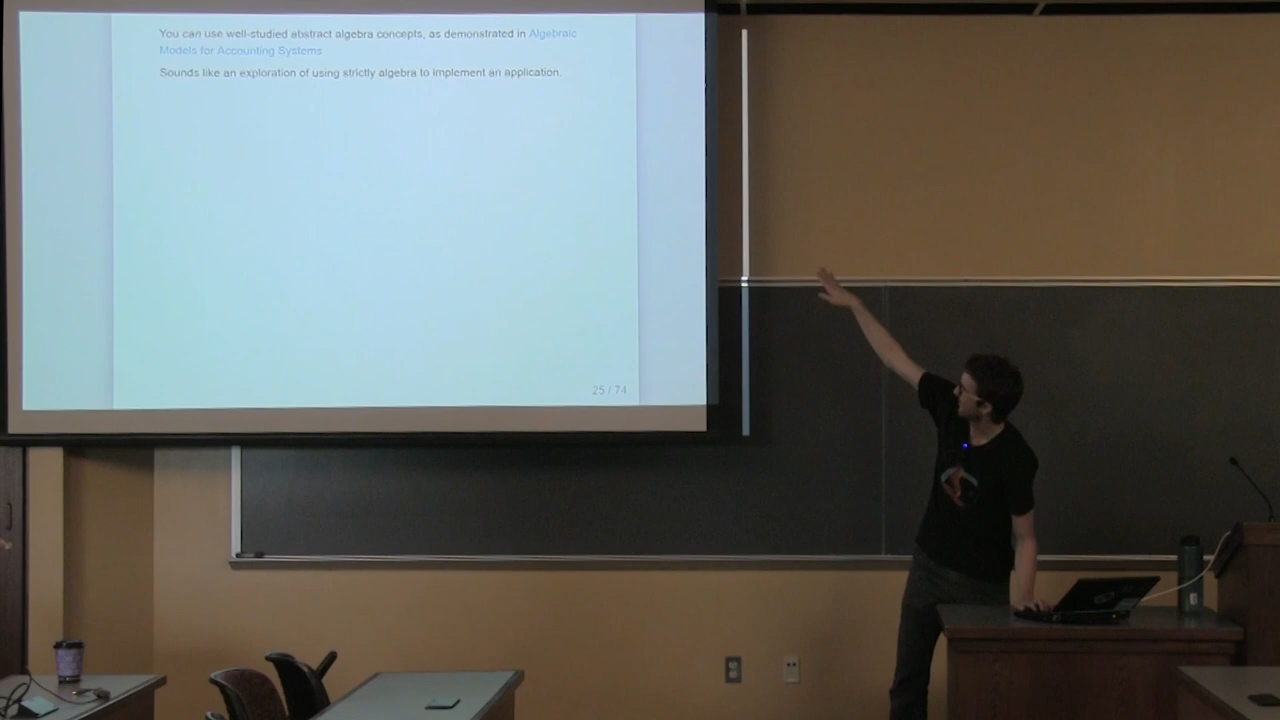 You can use well-studied abstract algebra concepts, as demonstrated in Algebraic
Models for Accounting Systems
Sounds like an exploration of using strictly algebra to implement an application.
25 / 74